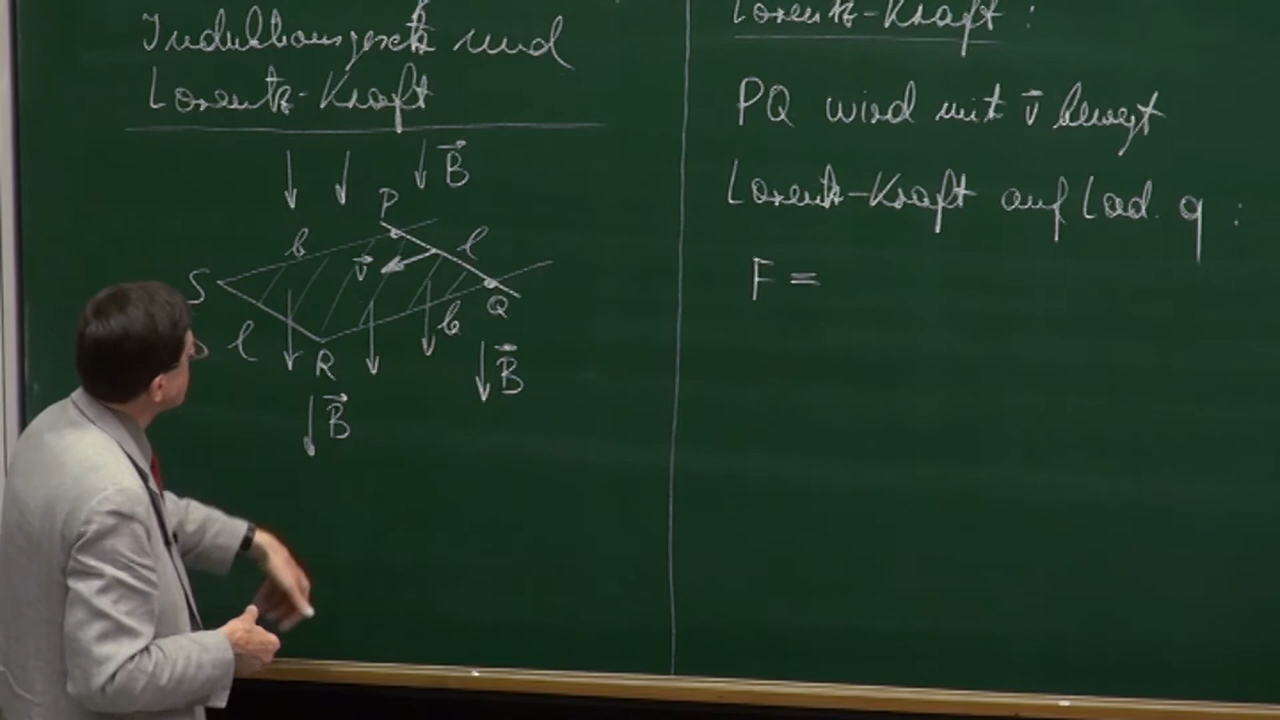 Induktionsgesetz und
Lorentz-Kraft
B⃗
P
b
l
v⃗
S
Q
l
b
R
B⃗
B⃗
Lorentz-Kraft :
PQ wird mit v⃗ bewegt
Lorentz-Kraft auf Lad. q :
F =